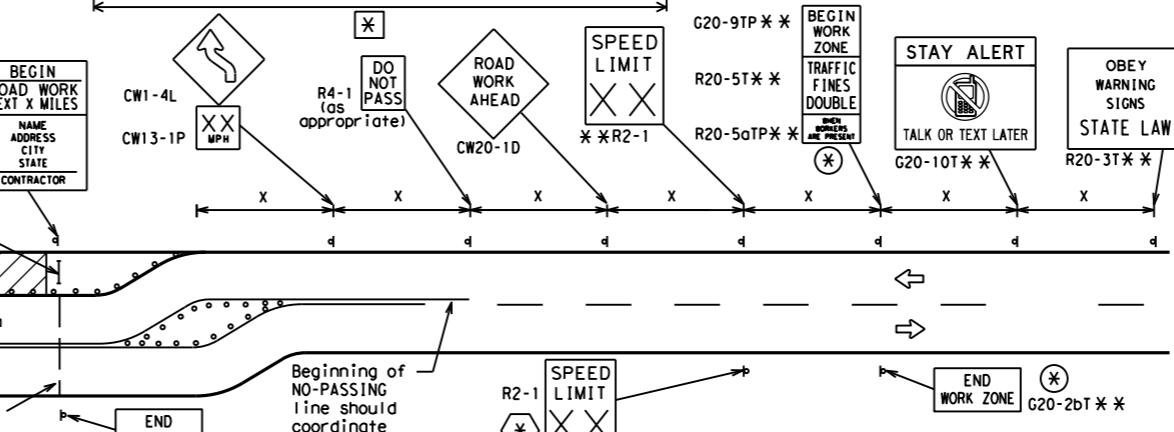 BEGIN
ROAD WORK
NEXT X MILES
NAME
ADDRESS
CITY
STATE
CONTRACTOR
CW1-4L
CW13-1P
XX
MPH
*
R4-1
(as
appropriate)
DO
NOT
PASS
ROAD
WORK
AHEAD
CW20-1D
SPEED
LIMIT
XX
**R2-1
G20-9TP**
R20-5T**
R20-5aTP**
BEGIN
WORK
ZONE
TRAFFIC
FINES
DOUBLE
WHEN
WORKERS
ARE PRESENT
*
STAY ALERT
TALK OR TEXT LATER
G20-10T**
OBEY
WARNING
SIGNS
STATE LAW
R20-3T**
X X X X X X X
Beginning of
NO-PASSING
line should
coordinate
R2-1
*
SPEED
LIMIT
XX
END
WORK ZONE
*
G20-2bT**
END